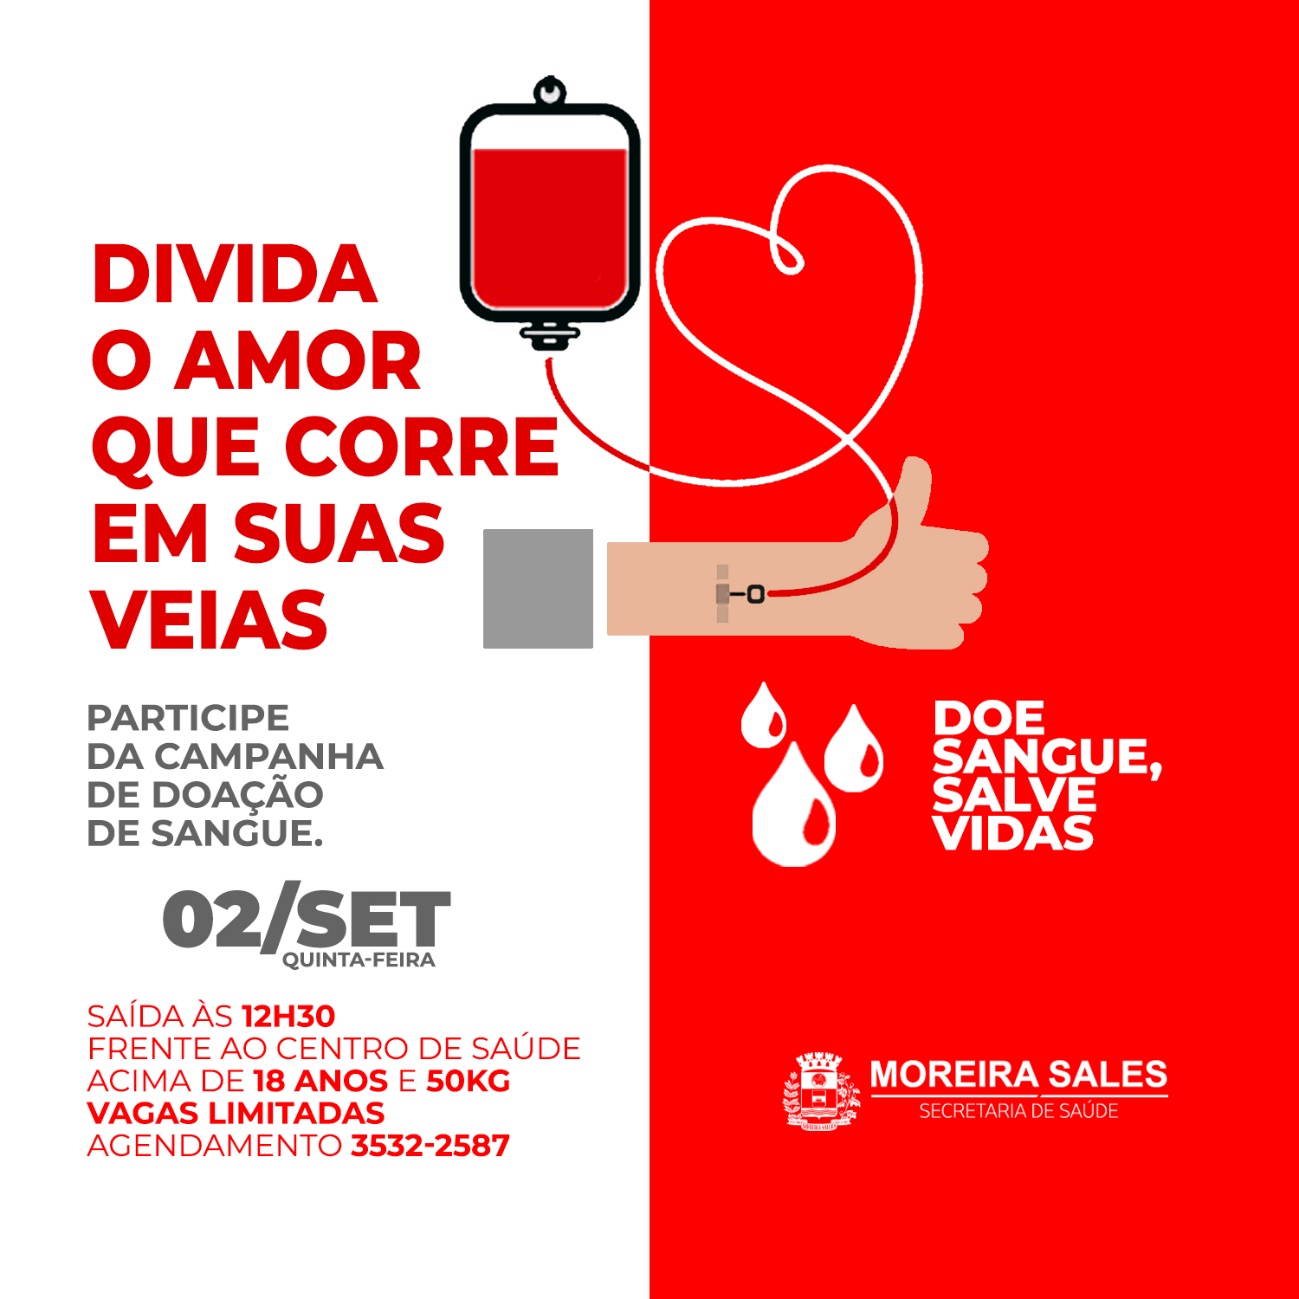 DIVIDA
O AMOR
QUE CORRE
EM SUAS
VEIAS
PARTICIPE
DA CAMPANHA
DE DOAÇÃO
DE SANGUE.
02/SET
QUINTA-FEIRA
SAÍDA ÀS 12H30
FRENTE AO CENTRO DE SAÚDE
ACIMA DE 18 ANOS E 50KG
VAGAS LIMITADAS
AGENDAMENTO 3532-2587
DOE
SANGUE,
SALVE
VIDAS
MOREIRA SALES
SECRETARIA DE SAÚDE